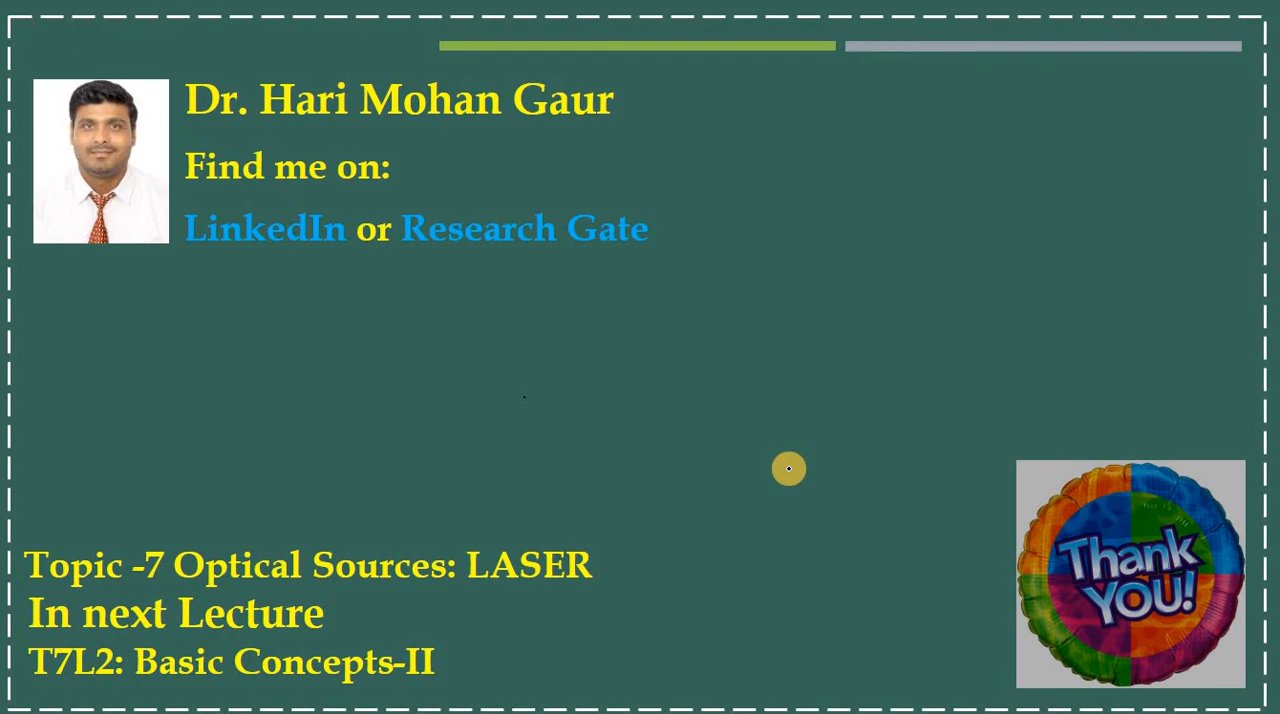 Dr. Hari Mohan Gaur
Find me on:
LinkedIn or Research Gate
Topic -7 Optical Sources: LASER
In next Lecture
T7L2: Basic Concepts-II
Thank
YOU!